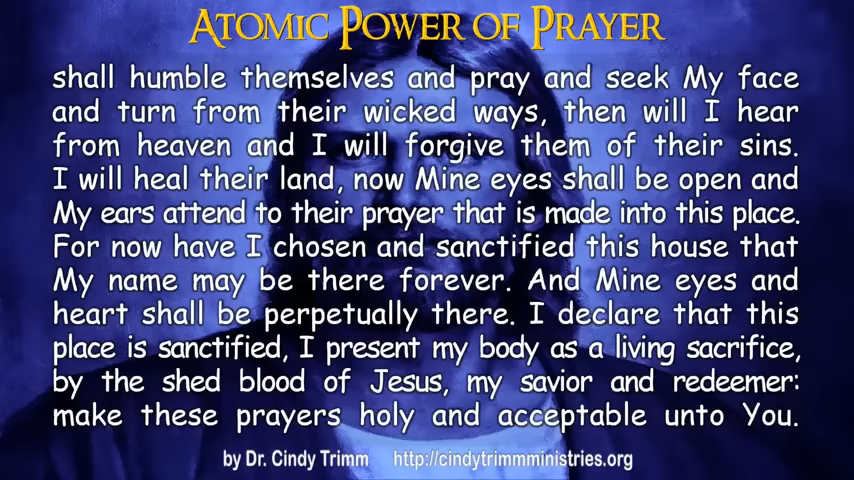 Atomic Power of Prayer
shall humble themselves and pray and seek My face
and turn from their wicked ways, then will I hear
from heaven and I will forgive them of their sins.
I will heal their land, now Mine eyes shall be open and
My ears attend to their prayer that is made into this place.
For now have I chosen and sanctified this house that
My name may be there forever. And Mine eyes and
heart shall be perpetually there. I declare that this
place is sanctified, I present my body as a living sacrifice,
by the shed blood of Jesus, my savior and redeemer:
make these prayers holy and acceptable unto You.
by Dr. Cindy Trimm http://cindytrimmministries.org